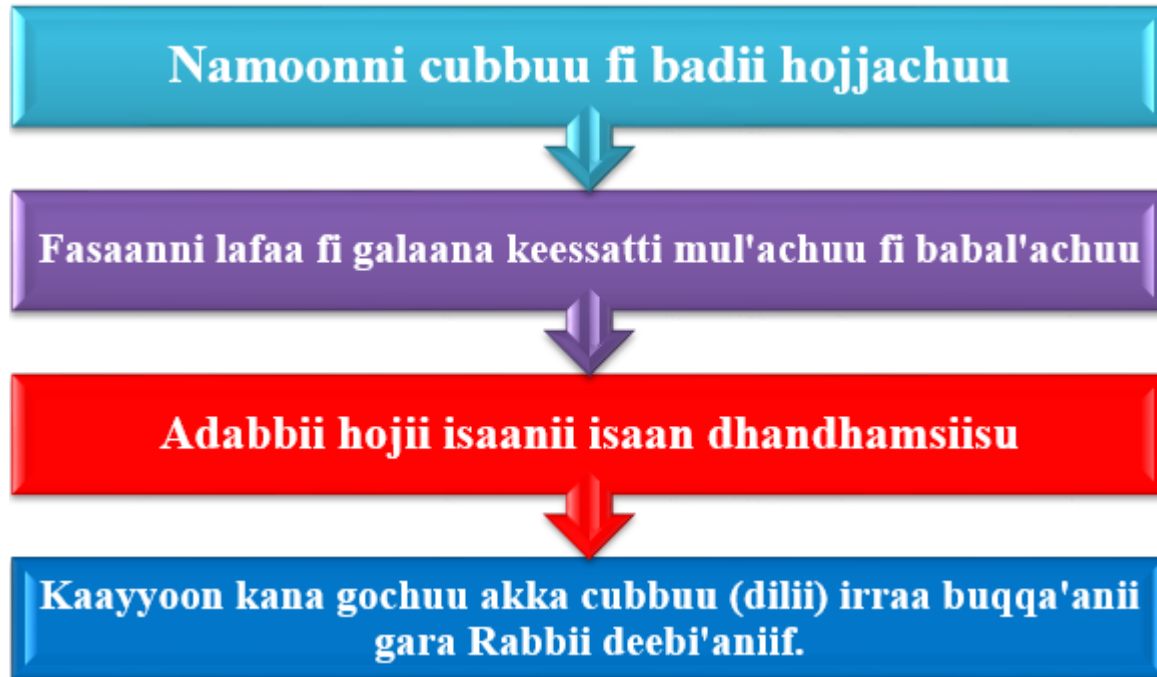 Namoonni cubbuu fi badii hojjachuu
Fasaanni lafaa fi galaana keessatti mul'achuu fi babal'achuu
Adabbii hojii isaanii isaan dhandhamsiisu
Kaayyoon kana gochuu akka cubbuu (dilii) irraa buqqa'anii
gara Rabbii deebi'aniif.